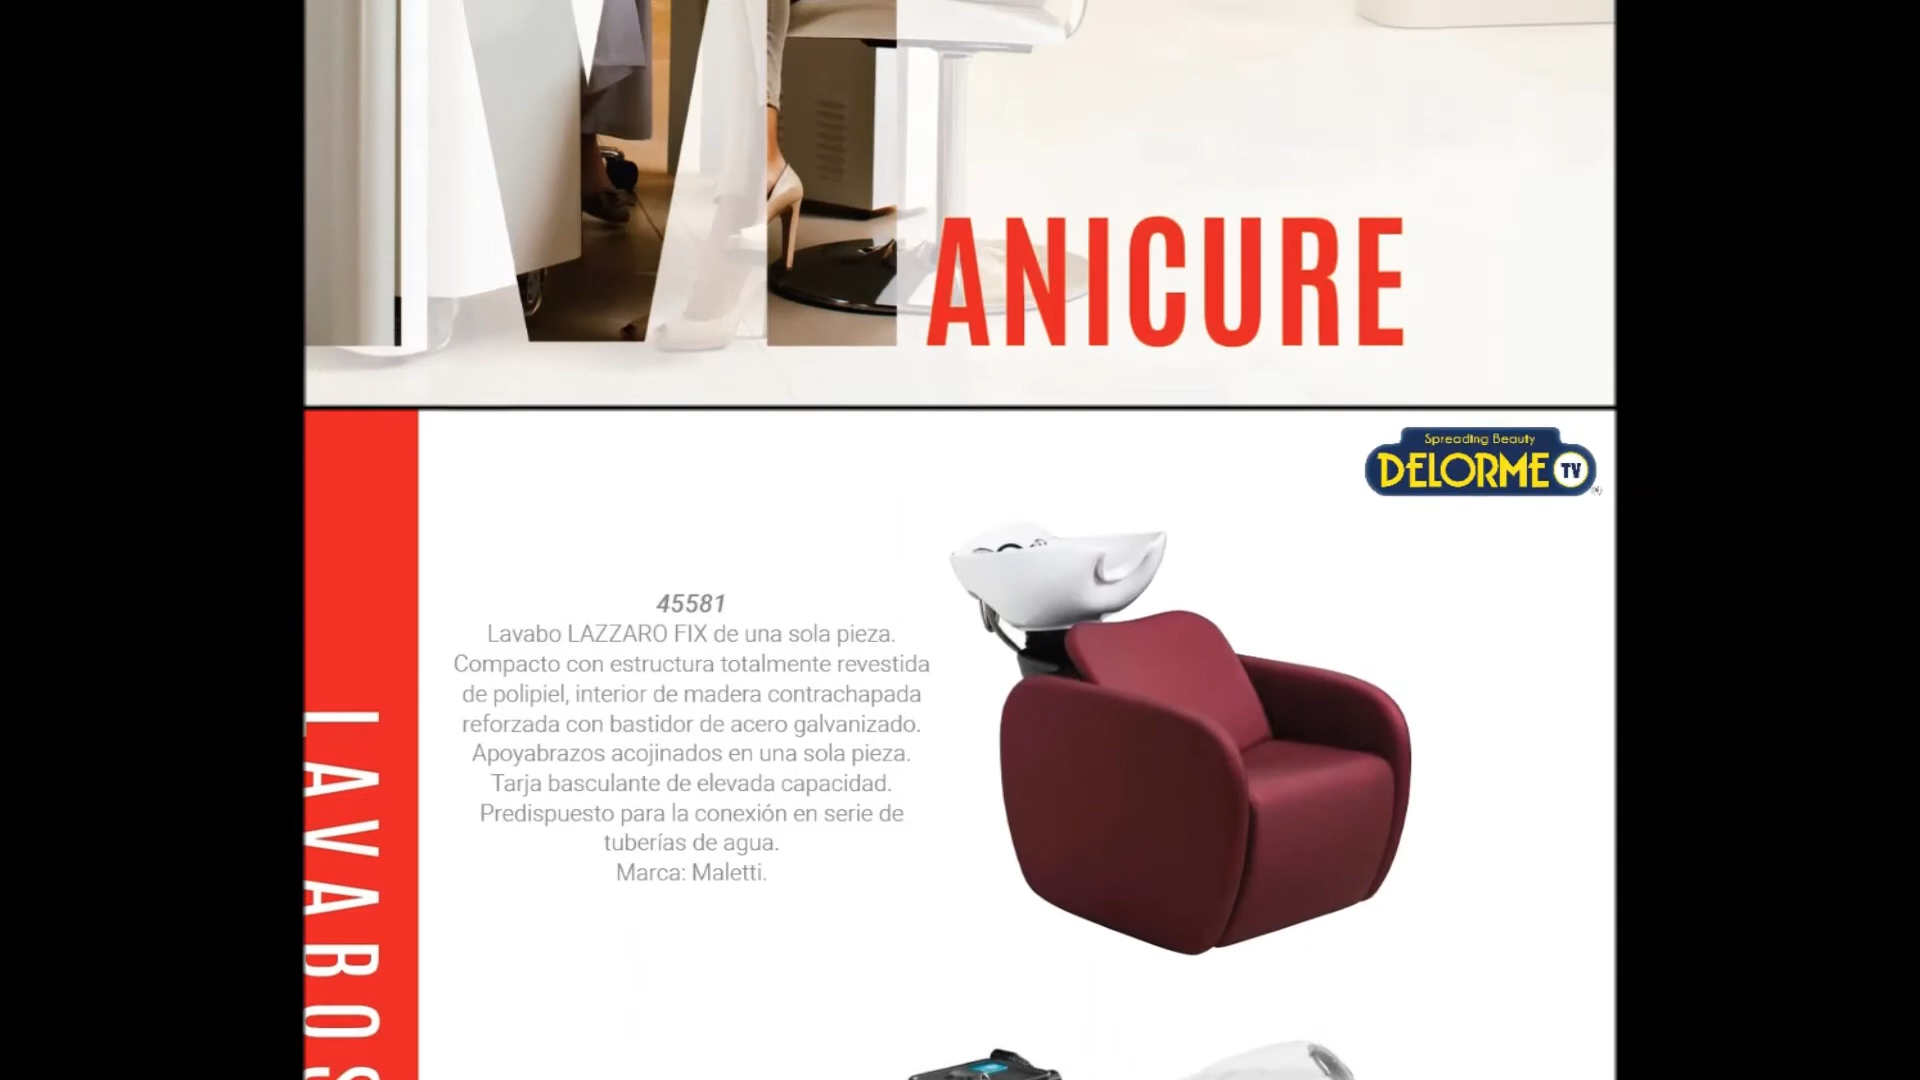 MANICURE
Spreading Beauty
DELORME TV
®
LAVABOS
45581
Lavabo LAZZARO FIX de una sola pieza.
Compacto con estructura totalmente revestida
de polipiel, interior de madera contrachapada
reforzada con bastidor de acero galvanizado.
Apoyabrazos acojinados en una sola pieza.
Tarja basculante de elevada capacidad.
Predispuesto para la conexión en serie de
tuberías de agua.
Marca: Maletti.